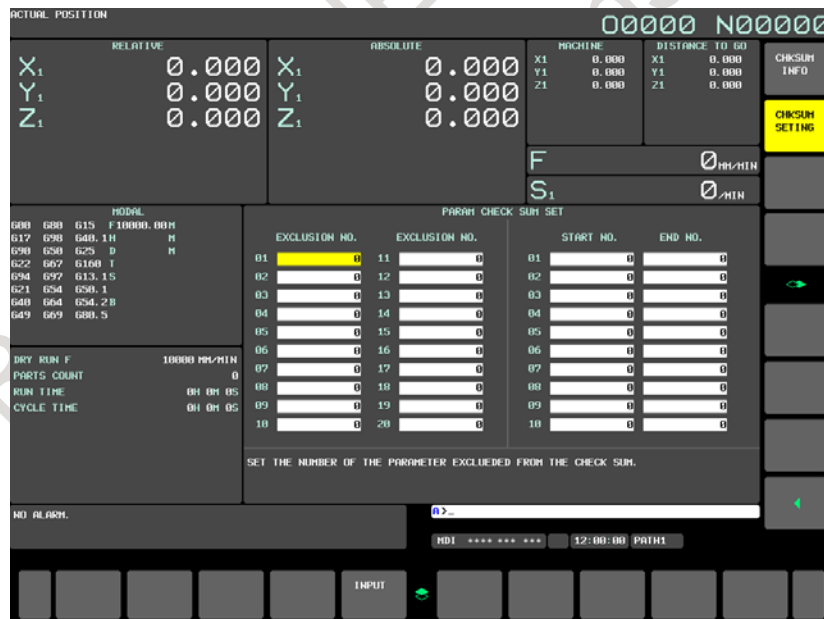 ACTUAL POSITION
O0000 N00000
RELATIVE
X1 0.000
Y1 0.000
Z1 0.000
ABSOLUTE
X1 0.000
Y1 0.000
Z1 0.000
MACHINE
X1 0.000
Y1 0.000
Z1 0.000
DISTANCE TO GO
X1 0.000
Y1 0.000
Z1 0.000
F 0MM/MIN
S1 0/MIN
CHKSUM
INFO
CHKSUM
SETING
MODAL
G00 G80 G15 F10000.00M
G17 G98 G40.1H M
G90 G50 G25 D M
G22 G67 G160 T
G94 G97 G13.1S
G21 G54 G50.1
G40 G64 G54.2B
G49 G69 G80.5
DRY RUN F 10000 MM/MIN
PARTS COUNT 0
RUN TIME 0H 0M 0S
CYCLE TIME 0H 0M 0S
PARAM CHECK SUM SET
EXCLUSION NO. EXCLUSION NO. START NO. END NO.
01 0 11 0 01 0 0
02 0 12 0 02 0 0
03 0 13 0 03 0 0
04 0 14 0 04 0 0
05 0 15 0 05 0 0
06 0 16 0 06 0 0
07 0 17 0 07 0 0
08 0 18 0 08 0 0
09 0 19 0 09 0 0
10 0 20 0 10 0 0
SET THE NUMBER OF THE PARAMETER EXCLUEDED FROM THE CHECK SUM.
NO ALARM.
A>_
MDI **** *** *** 12:00:00 PATH1
INPUT